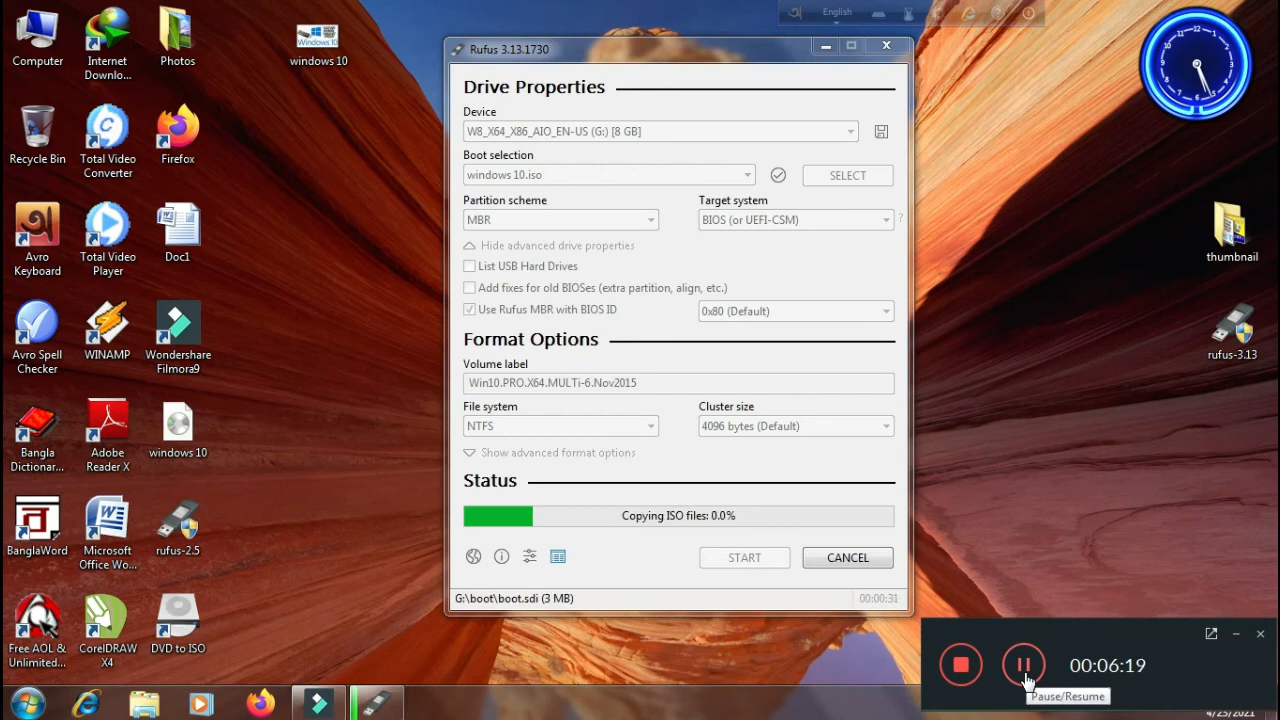 Computer
Internet
Downlo...
Photos
windows 10
Windows 10
Recycle Bin
Total Video
Converter
Firefox
Avro
Keyboard
Total Video
Player
Doc1
Avro Spell
Checker
WINAMP
Wondershare
Filmora9
Bangla
Dictionar...
Adobe
Reader X
windows 10
BanglaWord
Microsoft
Office Wo...
rufus-2.5
Free AOL &
Unlimited...
CorelDRAW
X4
DVD to ISO
English
Rufus 3.13.1730
Drive Properties
Device
W8_X64_X86_AIO_EN-US (G:) [8 GB]
Boot selection
windows 10.iso
SELECT
Partition scheme
Target system
MBR
BIOS (or UEFI-CSM)
?
Hide advanced drive properties
List USB Hard Drives
Add fixes for old BIOSes (extra partition, align, etc.)
Use Rufus MBR with BIOS ID
0x80 (Default)
Format Options
Volume label
Win10.PRO.X64.MULTi-6.Nov2015
File system
Cluster size
NTFS
4096 bytes (Default)
Show advanced format options
Status
Copying ISO files: 0.0%
START
CANCEL
G:\boot\boot.sdi (3 MB)
00:00:31
thumbnail
rufus-3.13
00:06:19
Pause/Resume
4/23/2021